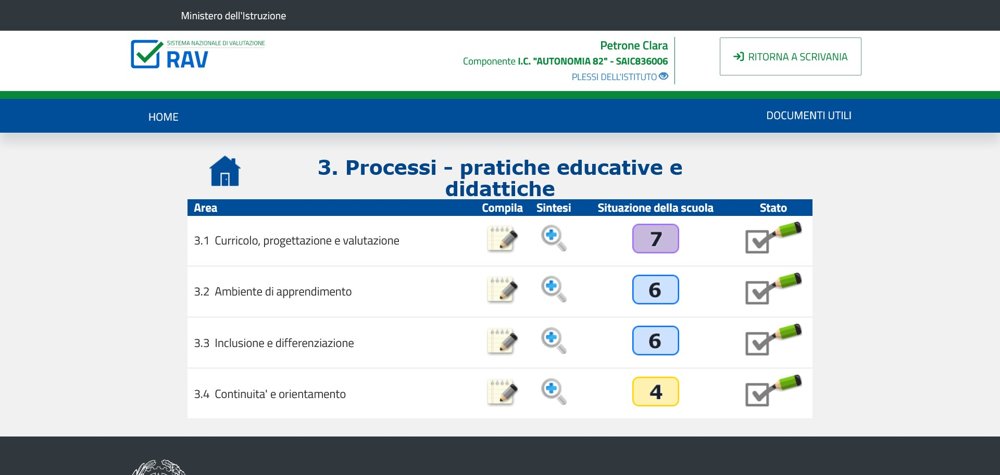 Ministero dell'Istruzione
SISTEMA NAZIONALE DI VALUTAZIONE
RAV
Petrone Clara
Componente I.C. "AUTONOMIA 82" - SAIC836006
PLESSI DELL'ISTITUTO
RITORNA A SCRIVANIA
HOME
DOCUMENTI UTILI
3. Processi - pratiche educative e
didattiche
Area Compila Sintesi Situazione della scuola Stato
3.1 Curricolo, progettazione e valutazione 7
3.2 Ambiente di apprendimento 6
3.3 Inclusione e differenziazione 6
3.4 Continuita' e orientamento 4